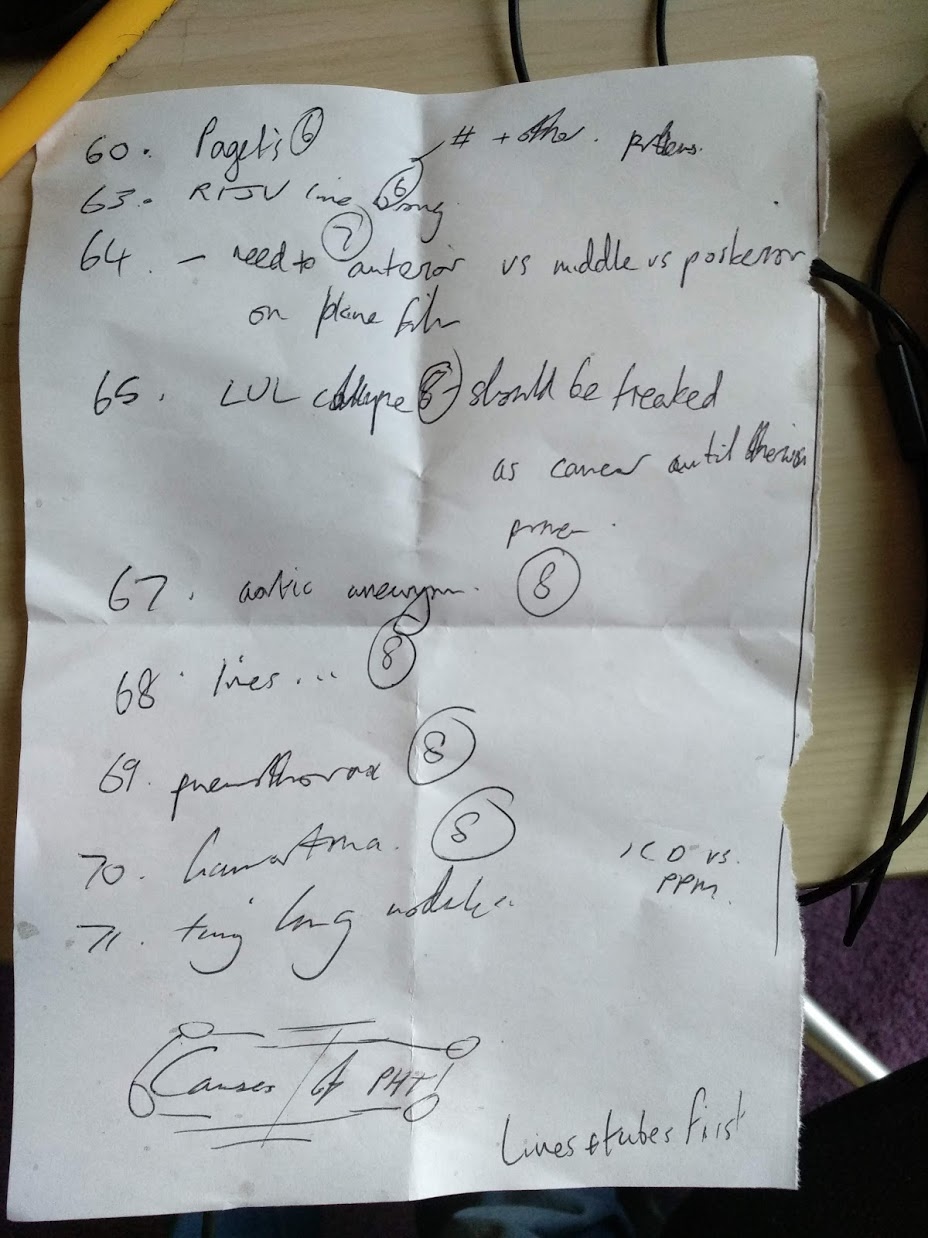 60. Paget's 6 # + other. problems.
63. RIJV line 6 wrong
64. - need to 7 anterior vs middle vs posterior
on plane film
65. LUL collapse 8 - should be treated
as cancer until otherwise
proven.
67. aortic aneurysm. 8
68. lines... 8
69. pneumothorax 8
70. hamartoma. 8
ICD vs.
PPM.
71. tiny lung nodules..
Causes of PHT
Lines & tubes first